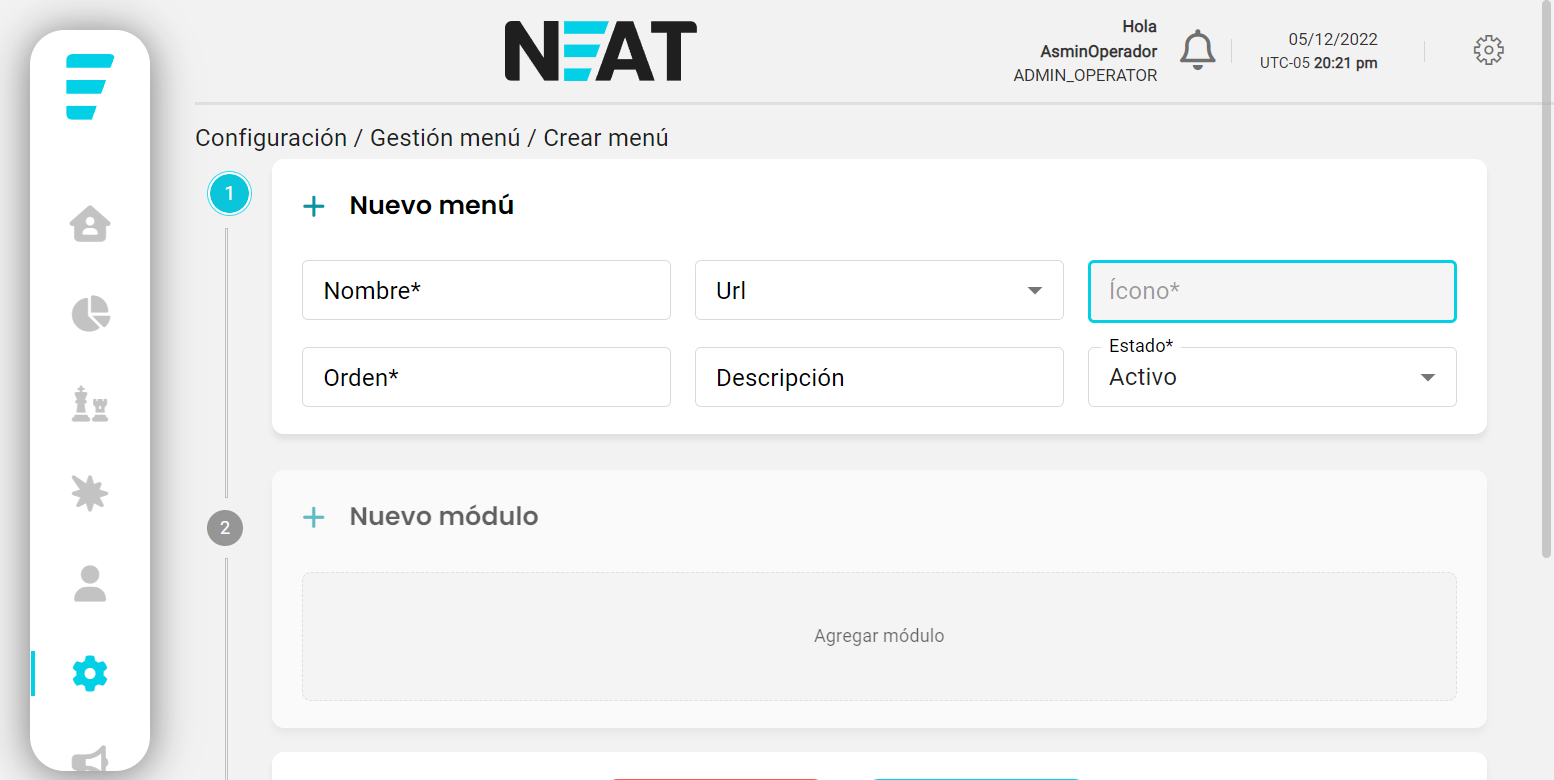 NEAT
Hola
AsminOperador
ADMIN_OPERATOR
05/12/2022
UTC-05 20:21 pm
Configuración / Gestión menú / Crear menú
1
Nuevo menú
Nombre*
Url
Ícono*
Orden*
Descripción
Estado*
Activo
2
Nuevo módulo
Agregar módulo